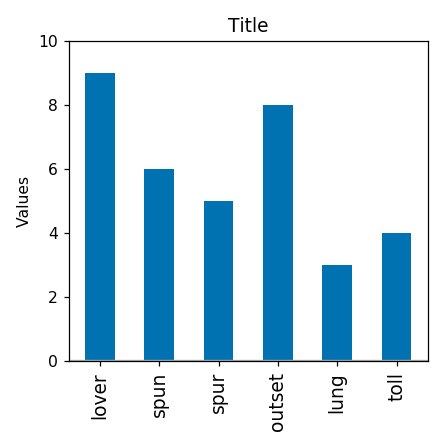 Title
10
8
6
4
2
0
Values
lover
spun
spur
outset
lung
toll